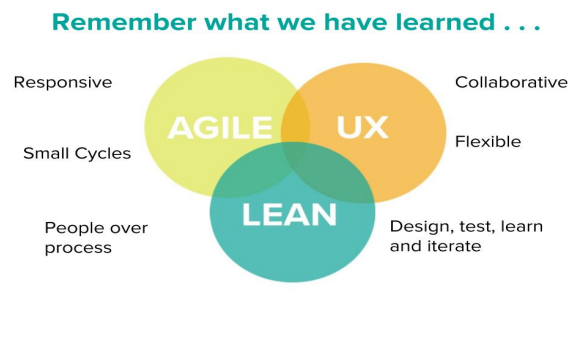 Remember what we have learned . . .
Responsive
Collaborative
AGILE
UX
Flexible
Small Cycles
LEAN
People over
process
Design, test, learn
and iterate